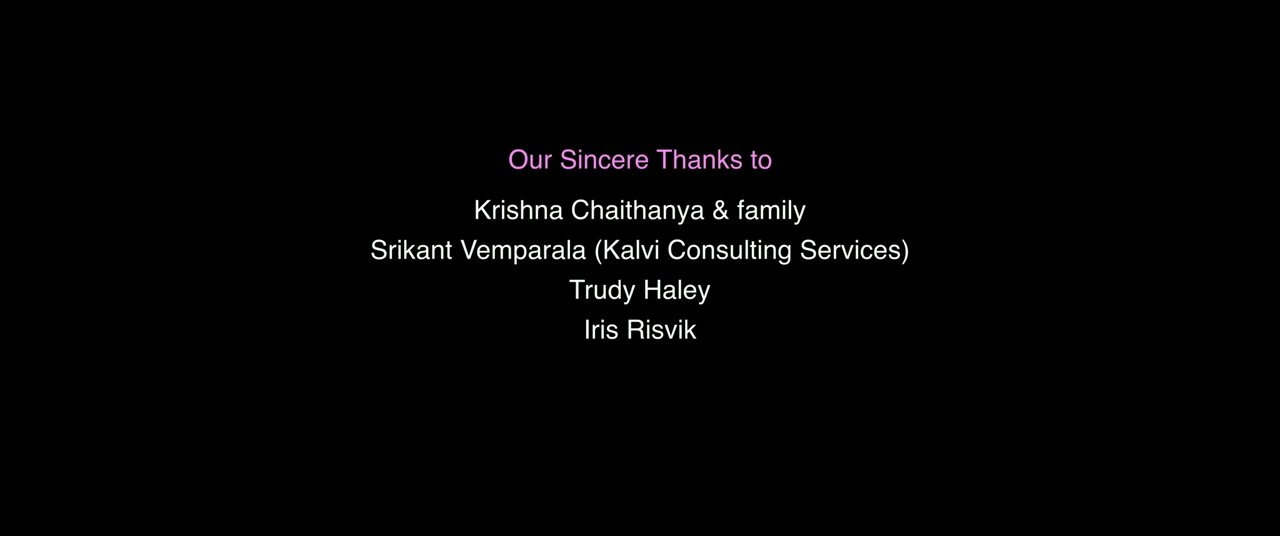 Our Sincere Thanks to
Krishna Chaithanya & family
Srikant Vemparala (Kalvi Consulting Services)
Trudy Haley
Iris Risvik